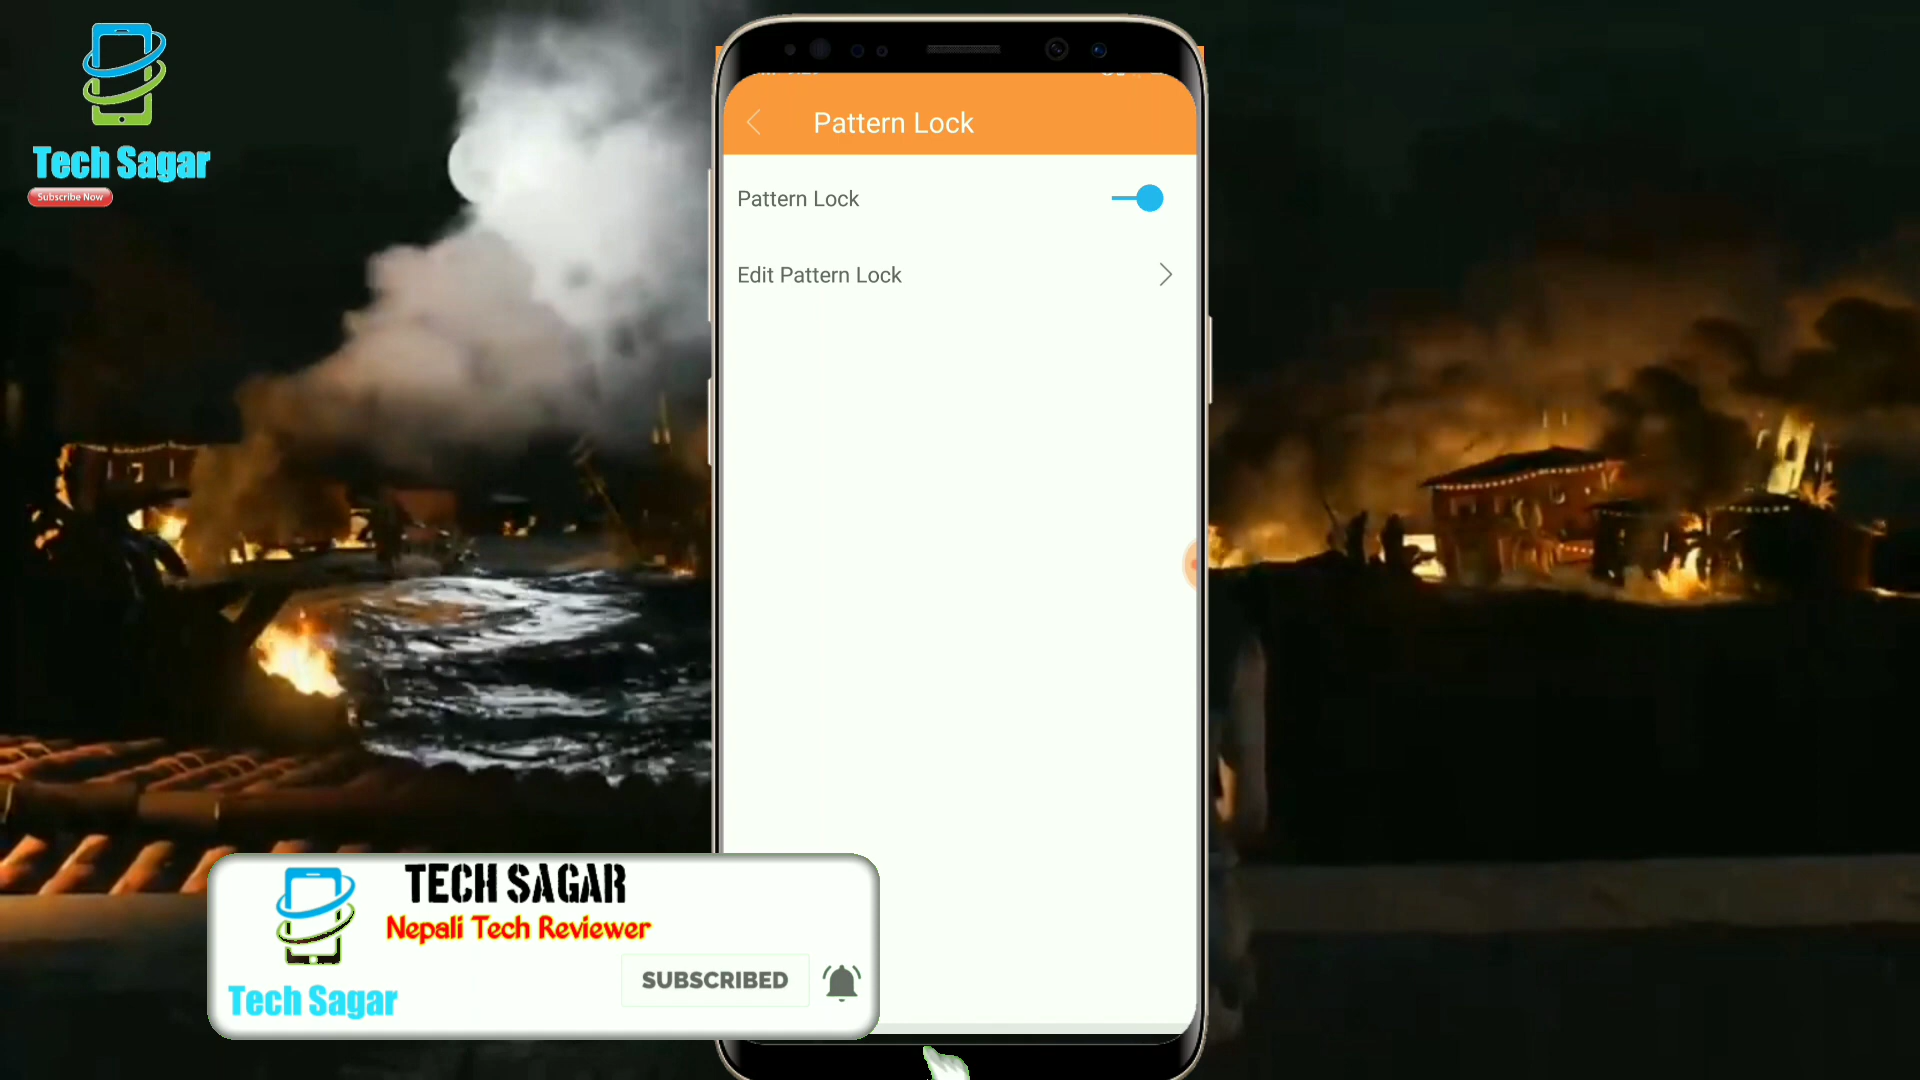 Tech Sagar
Subscribe Now
Pattern Lock
Pattern Lock
Edit Pattern Lock
TECH SAGAR
Nepali Tech Reviewer
SUBSCRIBED
Tech Sagar